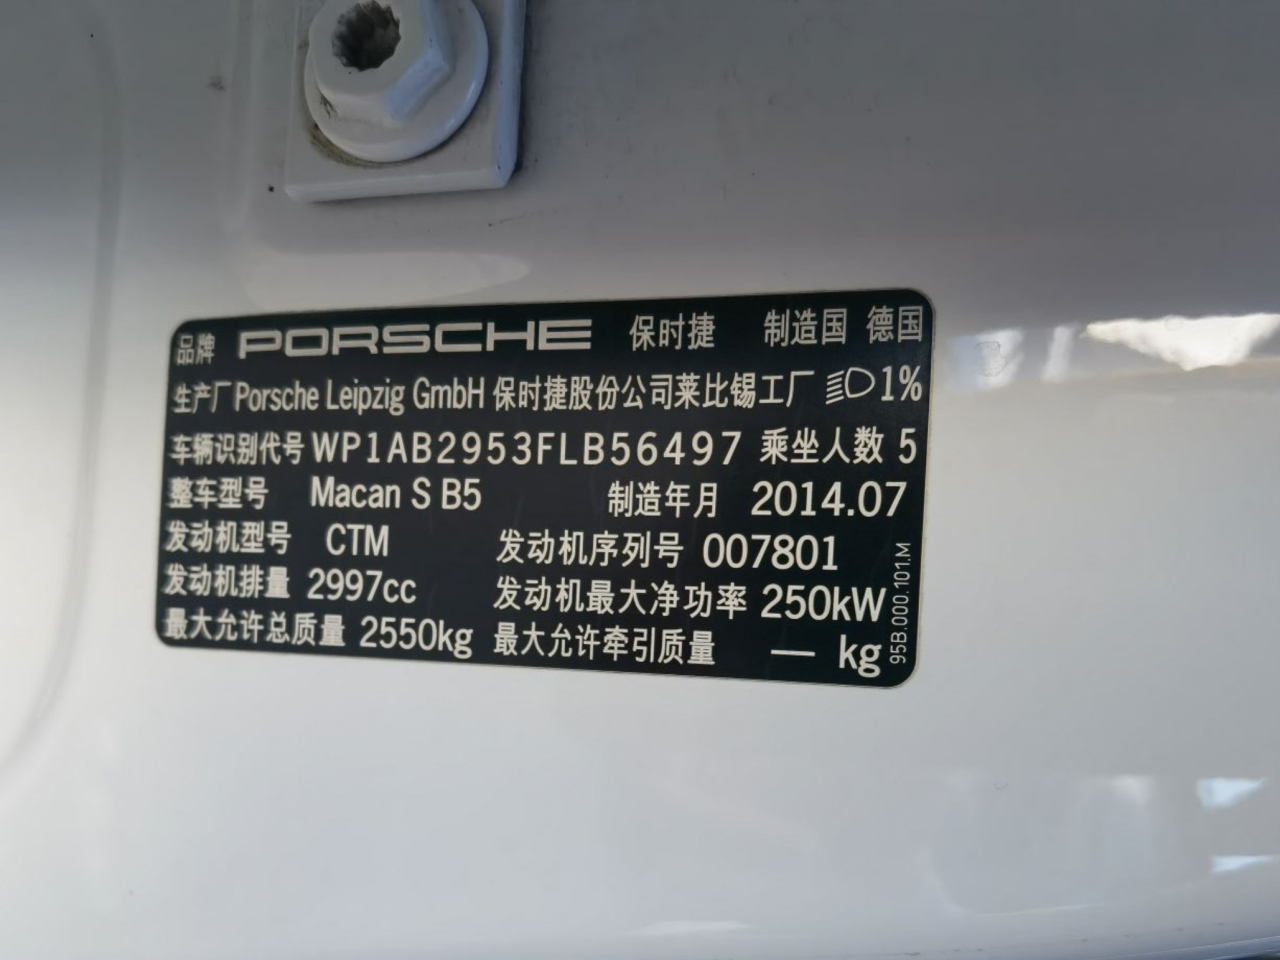 品牌 PORSCHE 保时捷 制造国 德国
生产厂 Porsche Leipzig GmbH 保时捷股份公司莱比锡工厂 1%
车辆识别代号 WP1AB2953FLB56497 乘坐人数 5
整车型号 Macan S B5 制造年月 2014.07
发动机型号 CTM 发动机序列号 007801
发动机排量 2997cc 发动机最大净功率 250kW
最大允许总质量 2550kg 最大允许牵引质量 — kg
95B.000.101.M